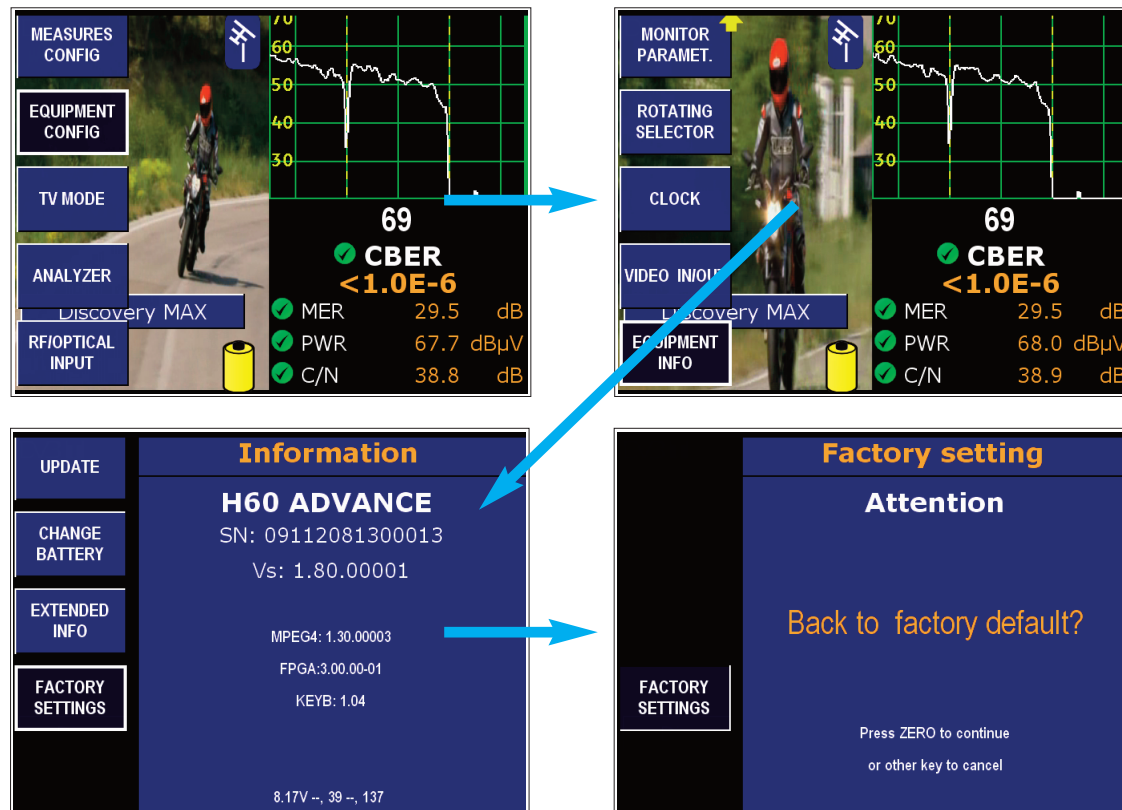 MEASURES
CONFIG
EQUIPMENT
CONFIG
TV MODE
ANALYZER
RF/OPTICAL
INPUT
Discovery MAX
70
60
50
40
30
69
CBER
<1.0E-6
MER 29.5 dB
PWR 67.7 dBµV
C/N 38.8 dB
MONITOR
PARAMET.
ROTATING
SELECTOR
CLOCK
VIDEO IN/OUT
EQUIPMENT
INFO
Discovery MAX
70
60
50
40
30
69
CBER
<1.0E-6
MER 29.5 dB
PWR 68.0 dBµV
C/N 38.9 dB
UPDATE
CHANGE
BATTERY
EXTENDED
INFO
FACTORY
SETTINGS
Information
H60 ADVANCE
SN: 09112081300013
Vs: 1.80.00001
MPEG4: 1.30.00003
FPGA:3.00.00-01
KEYB: 1.04
8.17V --, 39 --, 137
FACTORY
SETTINGS
Factory setting
Attention
Back to factory default?
Press ZERO to continue
or other key to cancel